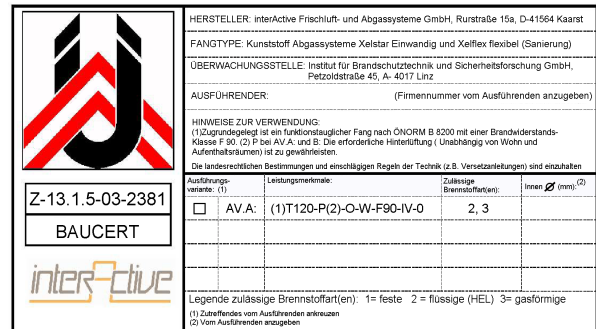 HERSTELLER: interActive Frischluft- und Abgassysteme GmbH, Rurstraße 15a, D-41564 Kaarst
FANGTYPE: Kunststoff Abgassysteme Xelstar Einwandig und Xelflex flexibel (Sanierung)
ÜBERWACHUNGSSTELLE: Institut für Brandschutztechnik und Sicherheitsforschung GmbH,
Petzoldstraße 45, A- 4017 Linz
AUSFÜHRENDER: (Firmennummer vom Ausführenden anzugeben)
HINWEISE ZUR VERWENDUNG:
(1)Zugrundegelegt ist ein funktionstauglicher Fang nach ÖNORM B 8200 mit einer Brandwiderstands-
Klasse F 90. (2) P bei AV.A: und B: Die erforderliche Hinterlüftung ( Unabhängig von Wohn und
Aufenthaltsräumen) ist zu gewährleisten.
Die landesrechtlichen Bestimmungen und einschlägigen Regeln der Technik (z.B. Versetzanleitungen) sind einzuhalten
Z-13.1.5-03-2381
BAUCERT
inter-ctive
Ausführungs-
variante: (1)
Leistungsmerkmale:
Zulässige
Brennstoffart(en):
Innen Ø (mm):(2)
AV.A: (1)T120-P(2)-O-W-F90-IV-0 2, 3
Legende zulässige Brennstoffart(en): 1= feste 2 = flüssige (HEL) 3= gasförmige
(1) Zutreffendes vom Ausführenden ankreuzen
(2) Vom Ausführenden anzugeben